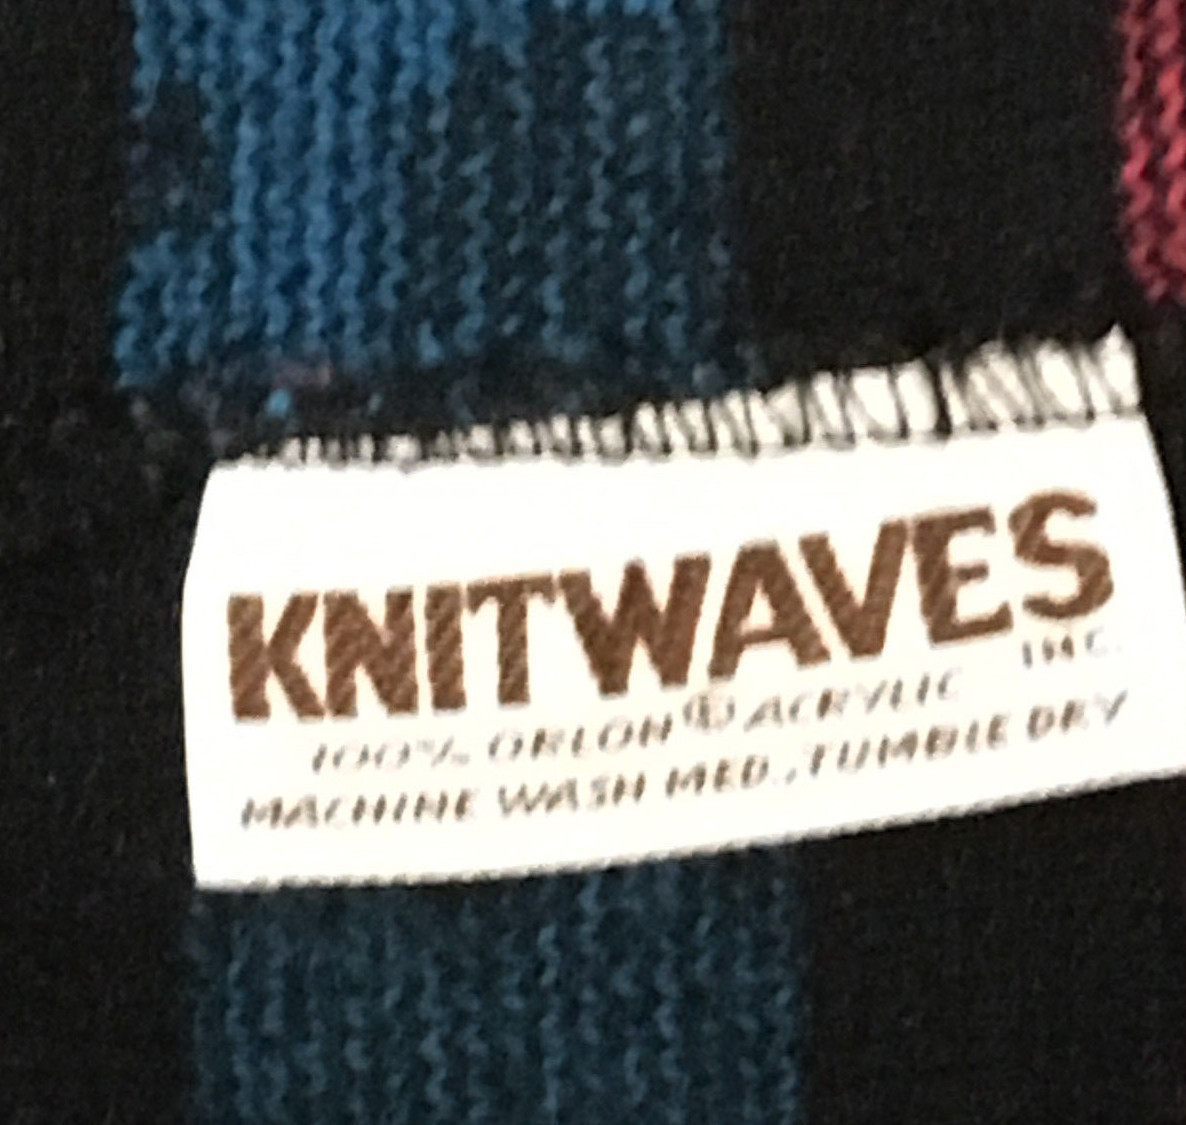 KNITWAVES
INC.
100% ORLON® ACRYLIC
MACHINE WASH MED., TUMBLE DRY